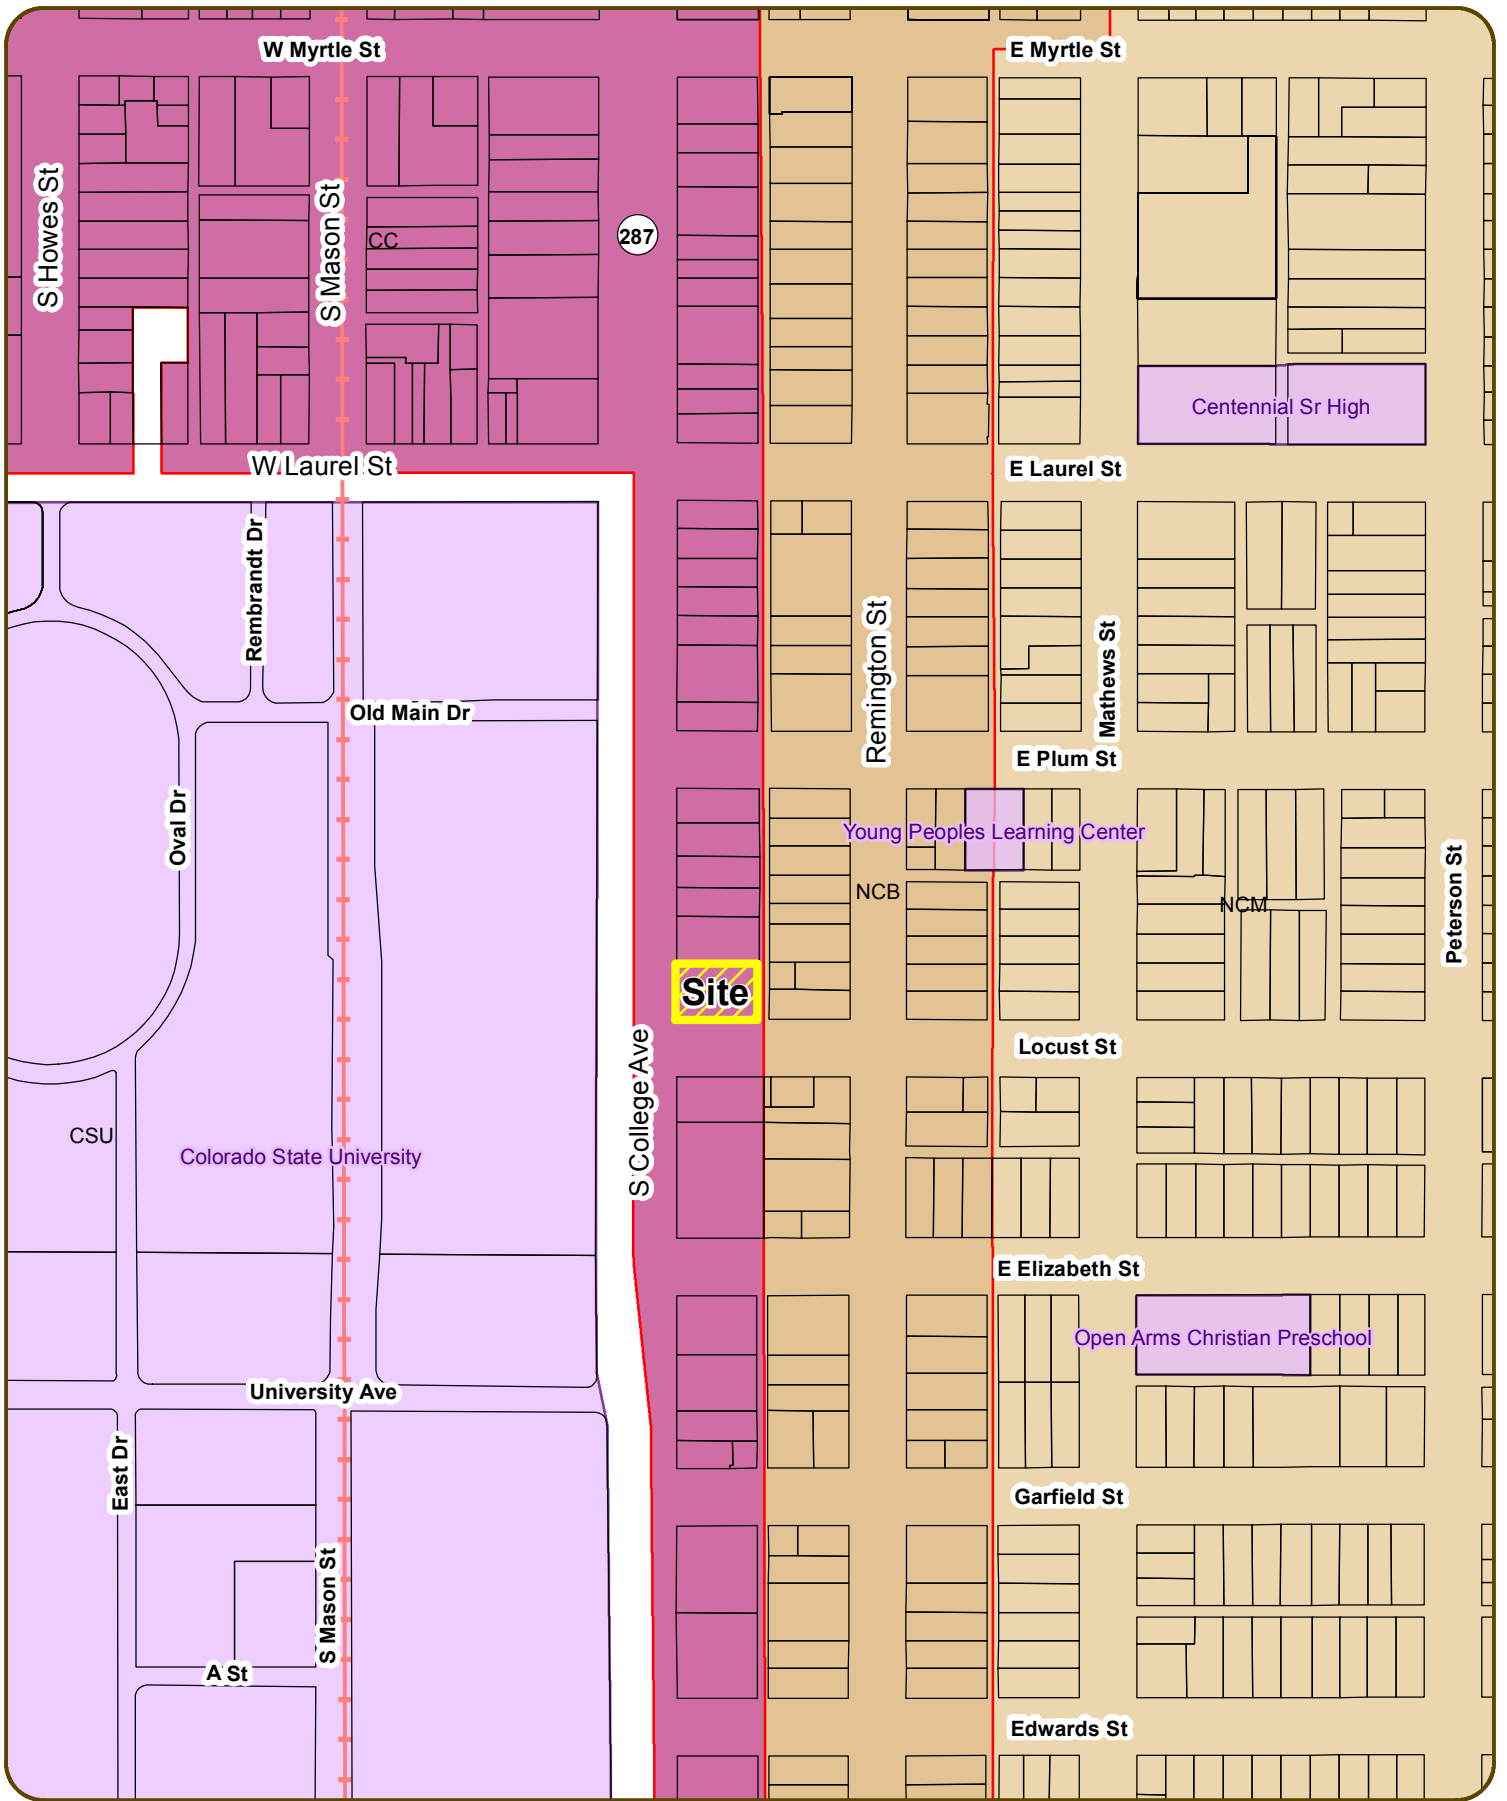 W Myrtle St
E Myrtle St
S Howes St
S Mason St
CC
287
Centennial Sr High
W Laurel St
E Laurel St
Rembrandt Dr
Remington St
Mathews St
Old Main Dr
E Plum St
Oval Dr
Young Peoples Learning Center
NCB
NCM
Peterson St
Site
Locust St
S College Ave
CSU
Colorado State University
E Elizabeth St
Open Arms Christian Preschool
University Ave
East Dr
Garfield St
S Mason St
A St
Edwards St